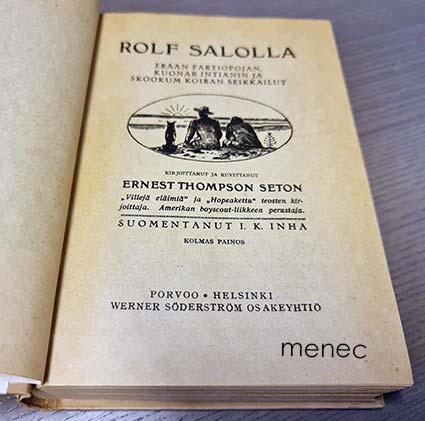 ROLF SALOLLA
ERÄÄN PARTIOPOJAN,
KUONAB INTIANIN JA
SKOOKUM KOIRAN SEIKKAILUT
KIRJOITTANUT JA KUVITTANUT
ERNEST THOMPSON SETON
„Villejä eläimiä" ja „Hopeakettu" teosten kir-
joittaja. Amerikan boyscout-liikkeen perustaja.
SUOMENTANUT I. K. INHA
KOLMAS PAINOS
PORVOO • HELSINKI
WERNER SÖDERSTRÖM OSAKEYHTIÖ
menec